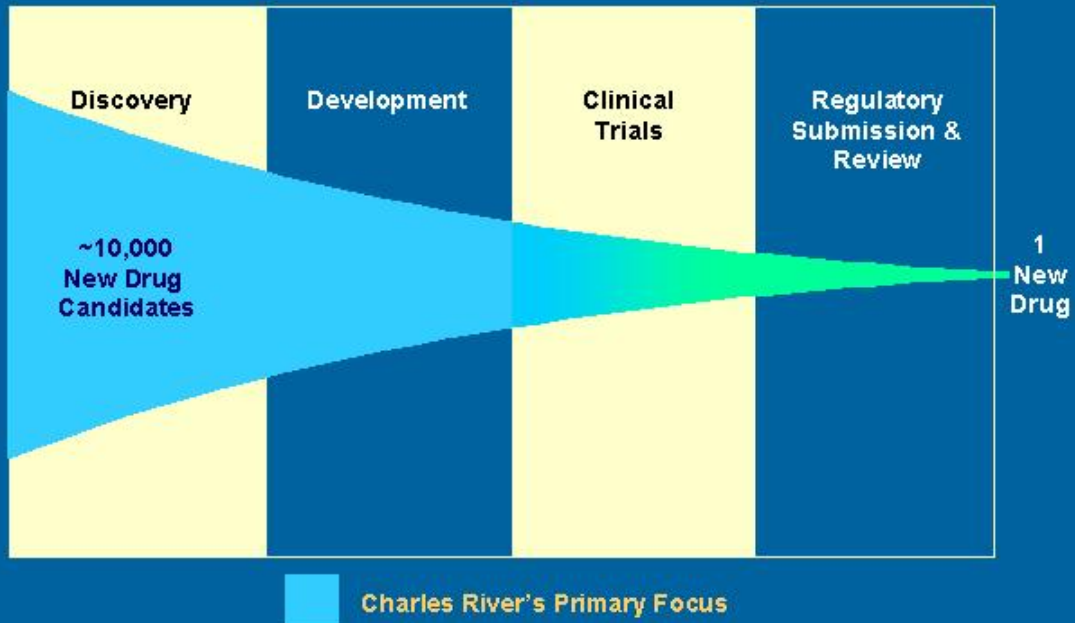 Discovery
Development
Clinical
Trials
Regulatory
Submission &
Review
~10,000
New Drug
Candidates
1
New
Drug
Charles River's Primary Focus